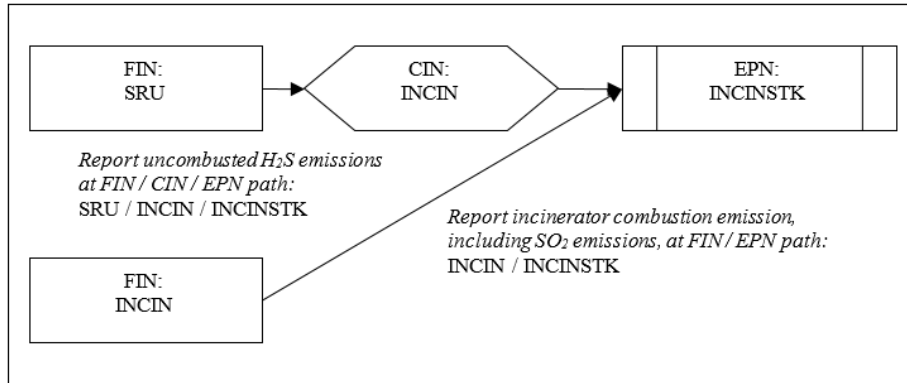 FIN:
SRU
CIN:
INCIN
EPN:
INCINSTK
Report uncombusted H₂S emissions
at FIN / CIN / EPN path:
SRU / INCIN / INCINSTK
Report incinerator combustion emission,
including SO₂ emissions, at FIN / EPN path:
INCIN / INCINSTK
FIN:
INCIN